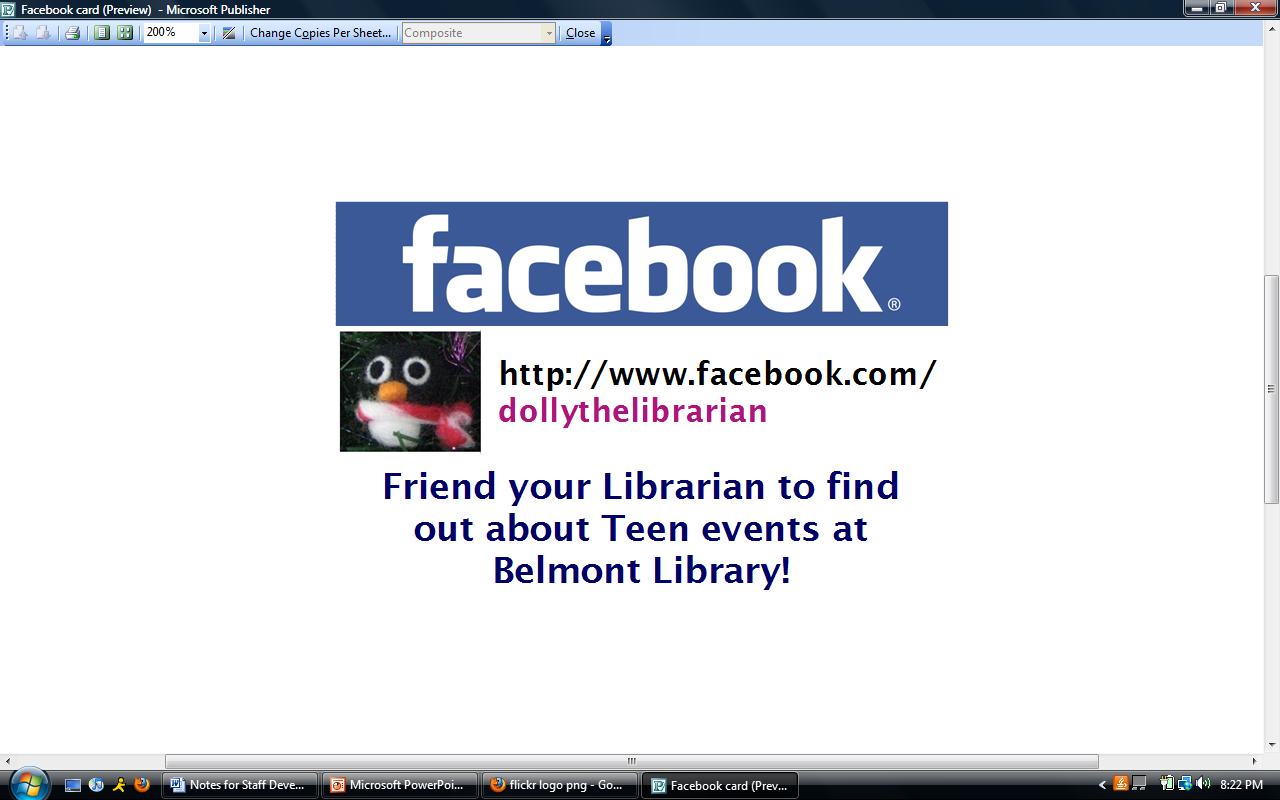 Facebook card (Preview) - Microsoft Publisher
200% Change Copies Per Sheet... Composite Close
facebook®
http://www.facebook.com/
dollythelibrarian
Friend your Librarian to find
out about Teen events at
Belmont Library!
Notes for Staff Deve... Microsoft PowerPoi... flickr logo png - Go... Facebook card (Prev... 8:22 PM